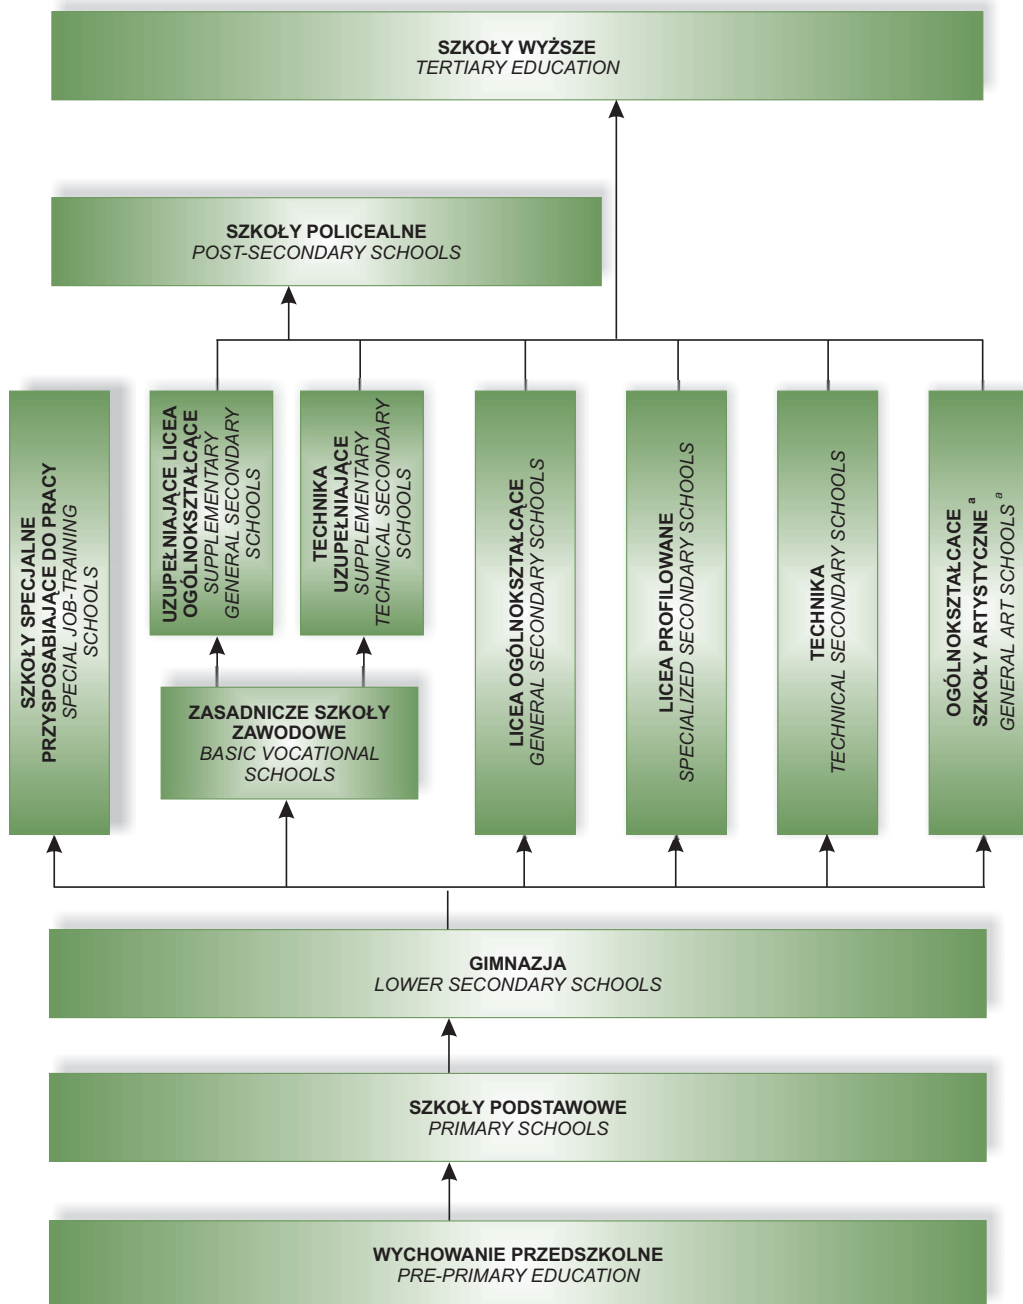 SZKOŁY WYŻSZE
TERTIARY EDUCATION
SZKOŁY POLICEALNE
POST-SECONDARY SCHOOLS
SZKOŁY SPECJALNE
PRZYSPOSABIAJĄCE DO PRACY
SPECIAL JOB-TRAINING
SCHOOLS
UZUPEŁNIAJĄCE LICEA
OGÓLNOKSZTAŁCĄCE
SUPPLEMENTARY
GENERAL SECONDARY
SCHOOLS
TECHNIKA
UZUPEŁNIAJĄCE
SUPPLEMENTARY
TECHNICAL SECONDARY
SCHOOLS
ZASADNICZE SZKOŁY
ZAWODOWE
BASIC VOCATIONAL
SCHOOLS
LICEA OGÓLNOKSZTAŁCĄCE
GENERAL SECONDARY SCHOOLS
LICEA PROFILOWANE
SPECIALIZED SECONDARY SCHOOLS
TECHNIKA
TECHNICAL SECONDARY SCHOOLS
OGÓLNOKSZTAŁCACE
SZKOŁY ARTYSTYCZNE a
GENERAL ART SCHOOLS a
GIMNAZJA
LOWER SECONDARY SCHOOLS
SZKOŁY PODSTAWOWE
PRIMARY SCHOOLS
WYCHOWANIE PRZEDSZKOLNE
PRE-PRIMARY EDUCATION